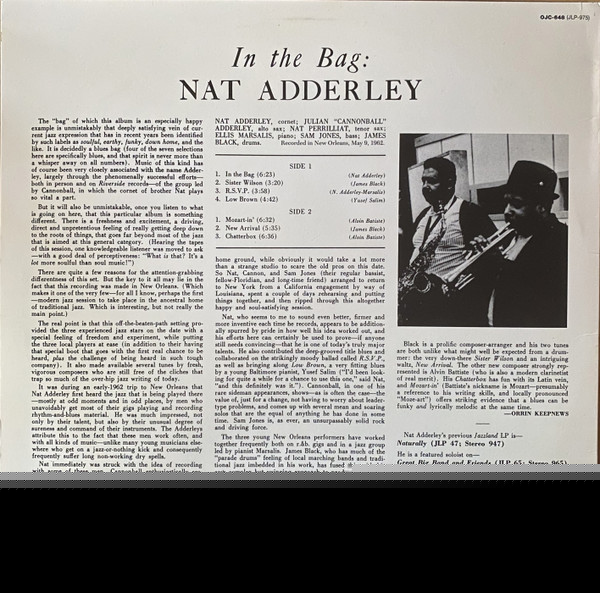 OJC-648 (JLP-975)
In the Bag:
NAT ADDERLEY
The "bag" of which this album is an especially happy
example is unmistakably that deeply satisfying vein of cur-
rent jazz expression that has in recent years been identified
by such labels as soulful, earthy, funky, down home, and the
like. It is decidedly a blues bag (four of the seven selections
here are specifically blues, and that spirit is never more than
a whisper away on all numbers). Music of this kind has
of course been very closely associated with the name Adder-
ley, largely through the phenomenally successful efforts—
both in person and on Riverside records—of the group led
by Cannonball, in which the cornet of brother Nat plays
so vital a part.
But it will also be unmistakable, once you listen to what
is going on here, that this particular album is something
different. There is a freshness and excitement, a driving,
direct and unpretentious feeling of really getting deep down
to the roots of things, that goes far beyond most of the jazz
that is aimed at this general category. (Hearing the tapes
of this session, one knowledgeable listener was moved to ask
—with a good deal of perceptiveness: "What is that? It's a
lot more soulful than soul music!")
There are quite a few reasons for the attention-grabbing
differentness of this set. But the key to it all may lie in the
fact that this recording was made in New Orleans. (Which
makes it one of the very few—for all I know, perhaps the first
—modern jazz session to take place in the ancestral home
of traditional jazz. Which is interesting, but not really the
main point.)
The real point is that this off-the-beaten-path setting pro-
vided the three experienced jazz stars on the date with a
special feeling of freedom and experiment, while putting
the three local players at ease (in addition to their having
that special boot that goes with the first real chance to be
heard, plus the challenge of being heard in such tough
company). It also made available several tunes by fresh,
vigorous composers who are still free of the cliches that
trap so much of the over-hip jazz writing of today.
It was during an early-1962 trip to New Orleans that
Nat Adderley first heard the jazz that is being played there
—mostly at odd moments and in odd places, by men who
unavoidably get most of their gigs playing and recording
rhythm-and-blues material. He was much impressed, not
only by their talent, but also by their unusual degree of
awareness and command of their instruments. The Adderleys
attribute this to the fact that these men work often, and
with all kinds of music—unlike many young musicians else-
where who get on a jazz-or-nothing kick and consequently
frequently suffer long non-working dry spells.
Nat immediately was struck with the idea of recording
with some of these men. Cannonball enthusiastically
NAT ADDERLEY, cornet; JULIAN "CANNONBALL"
ADDERLEY, alto sax; NAT PERRILLIAT, tenor sax;
ELLIS MARSALIS, piano; SAM JONES, bass; JAMES
BLACK, drums. Recorded in New Orleans, May 9, 1962.
SIDE 1
1. In the Bag (6:23) (Nat Adderley)
2. Sister Wilson (3:20) (James Black)
3. R.S.V.P. (3:58) (N. Adderley-Marsalis)
4. Low Brown (4:42) (Yusef Salim)
SIDE 2
1. Mozart-in' (6:32) (Alvin Batiste)
2. New Arrival (5:35) (James Black)
3. Chatterbox (6:36) (Alvin Batiste)
home ground, while obviously it would take a lot more
than a strange studio to scare the old pros on this date.
So Nat, Cannon, and Sam Jones (their regular bassist,
fellow-Floridian, and long-time friend) arranged to return
to New York from a California engagement by way of
Louisiana, spent a couple of days rehearsing and putting
things together, and then ripped through this altogether
happy and soul-satisfying session.
Nat, who seems to me to sound even better, firmer and
more inventive each time he records, appears to be addition-
ally spurred by pride in how well his idea worked out, and
his efforts here can certainly be used to prove—if anyone
still needs convincing—that he is one of today's truly major
talents. He also contributed the deep-grooved title blues and
collaborated on the strikingly moody ballad called R.S.V.P.,
as well as bringing along Low Brown, a very fitting blues
by a young Baltimore pianist, Yusef Salim ("I'd been look-
ing for quite a while for a chance to use this one," said Nat,
"and this definitely was it."). Cannonball, in one of his
rare sideman appearances, shows—as is often the case—the
value of, just for a change, not having to worry about leader-
type problems, and comes up with several mean and soaring
solos that are the equal of anything he has done in some
time. Sam Jones is, as ever, an unsurpassably solid rock
and driving force.
The three young New Orleans performers have worked
together frequently both on r.&b. gigs and in a jazz group
led by pianist Marsalis. James Black, who has much of the
"parade drums" feeling of local marching bands and tradi-
tional jazz imbedded in his work, has fused
Black is a prolific composer-arranger and his two tunes
are both unlike what might well be expected from a drum-
mer: the very down-there Sister Wilson and an intriguing
waltz, New Arrival. The other new composer strongly rep-
resented is Alvin Battiste (who is also a modern clarinetist
of real merit). His Chatterbox has fun with its Latin vein,
and Mozart-in' (Battiste's nickname is Mozart—presumably
a reference to his writing skills, and locally pronounced
"Moze-art") offers striking evidence that a blues can be
funky and lyrically melodic at the same time.
—ORRIN KEEPNEWS
Nat Adderley's previous Jazzland LP is—
Naturally (JLP 47; Stereo 947)
He is a featured soloist on—
Great Big Band and Friends (JLP 65; Stereo 965)